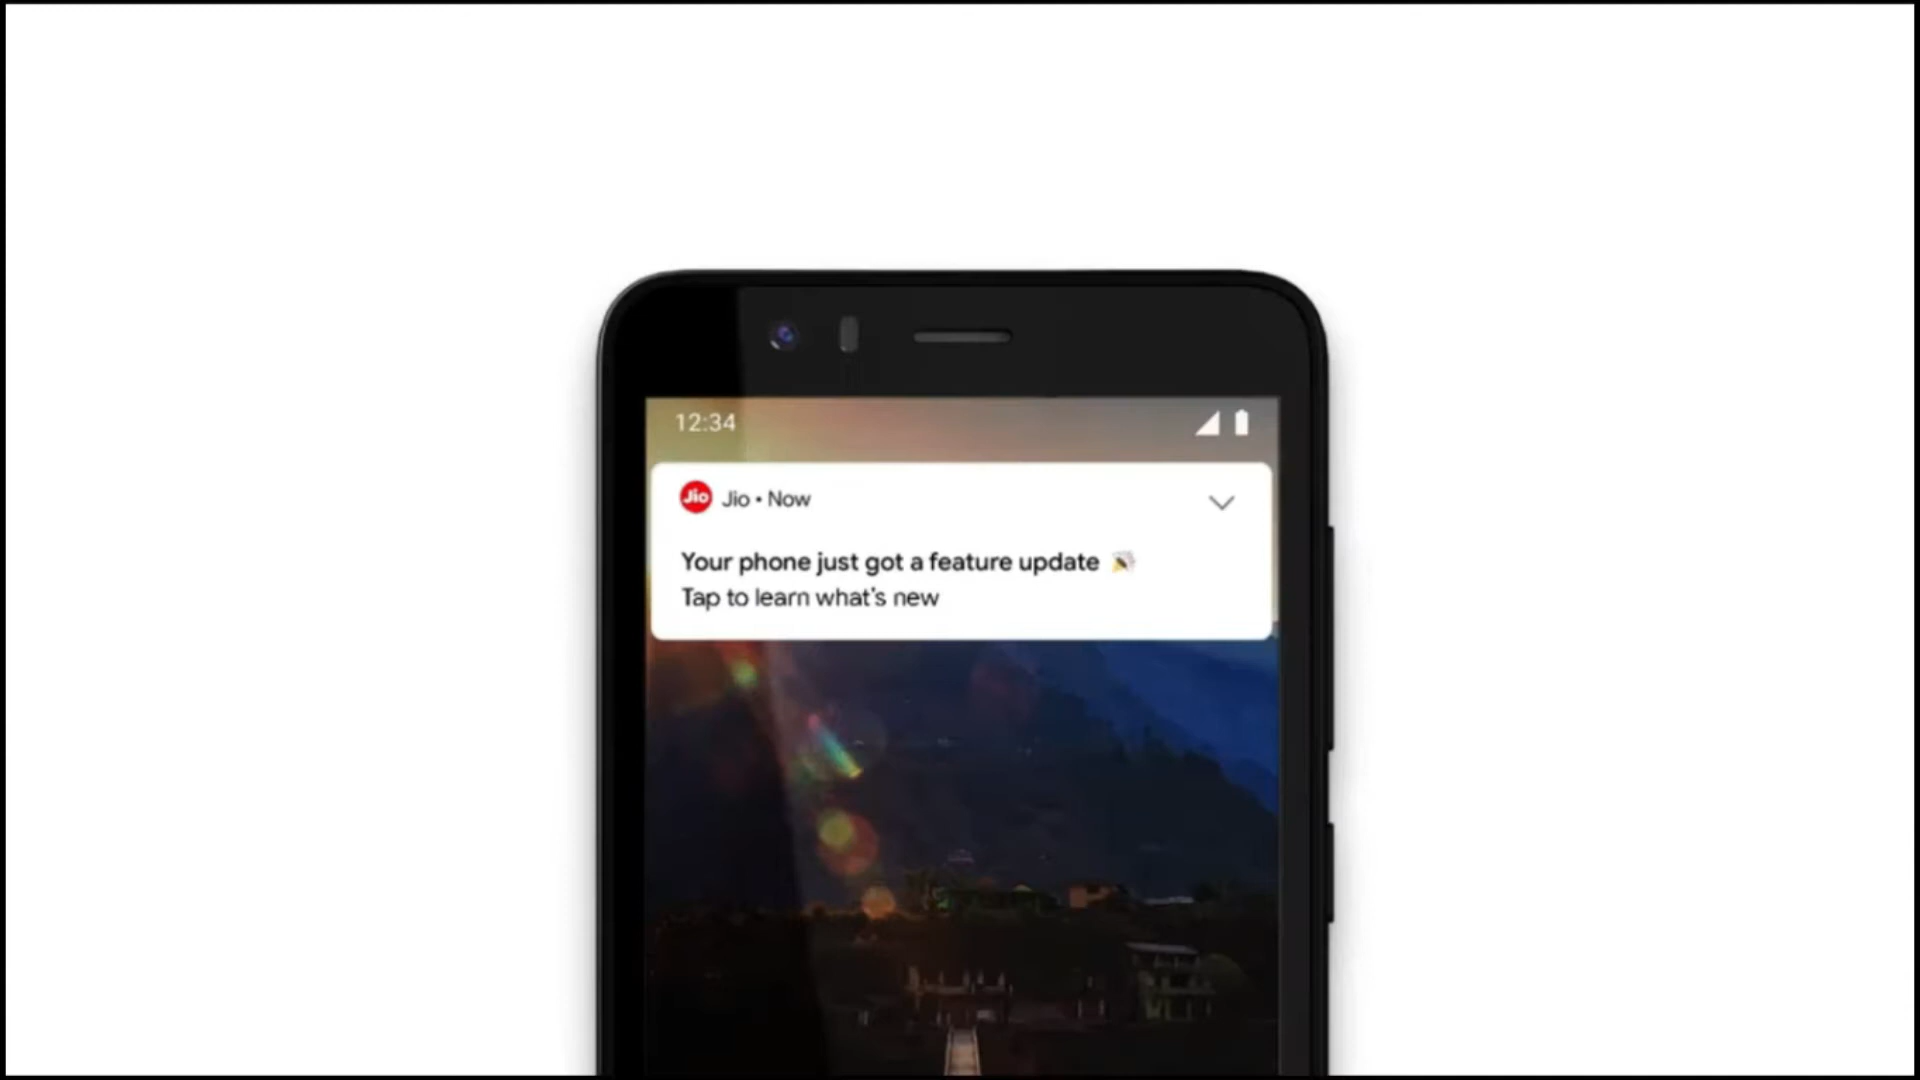 12:34
Jio Jio • Now
Your phone just got a feature update 🎉
Tap to learn what's new